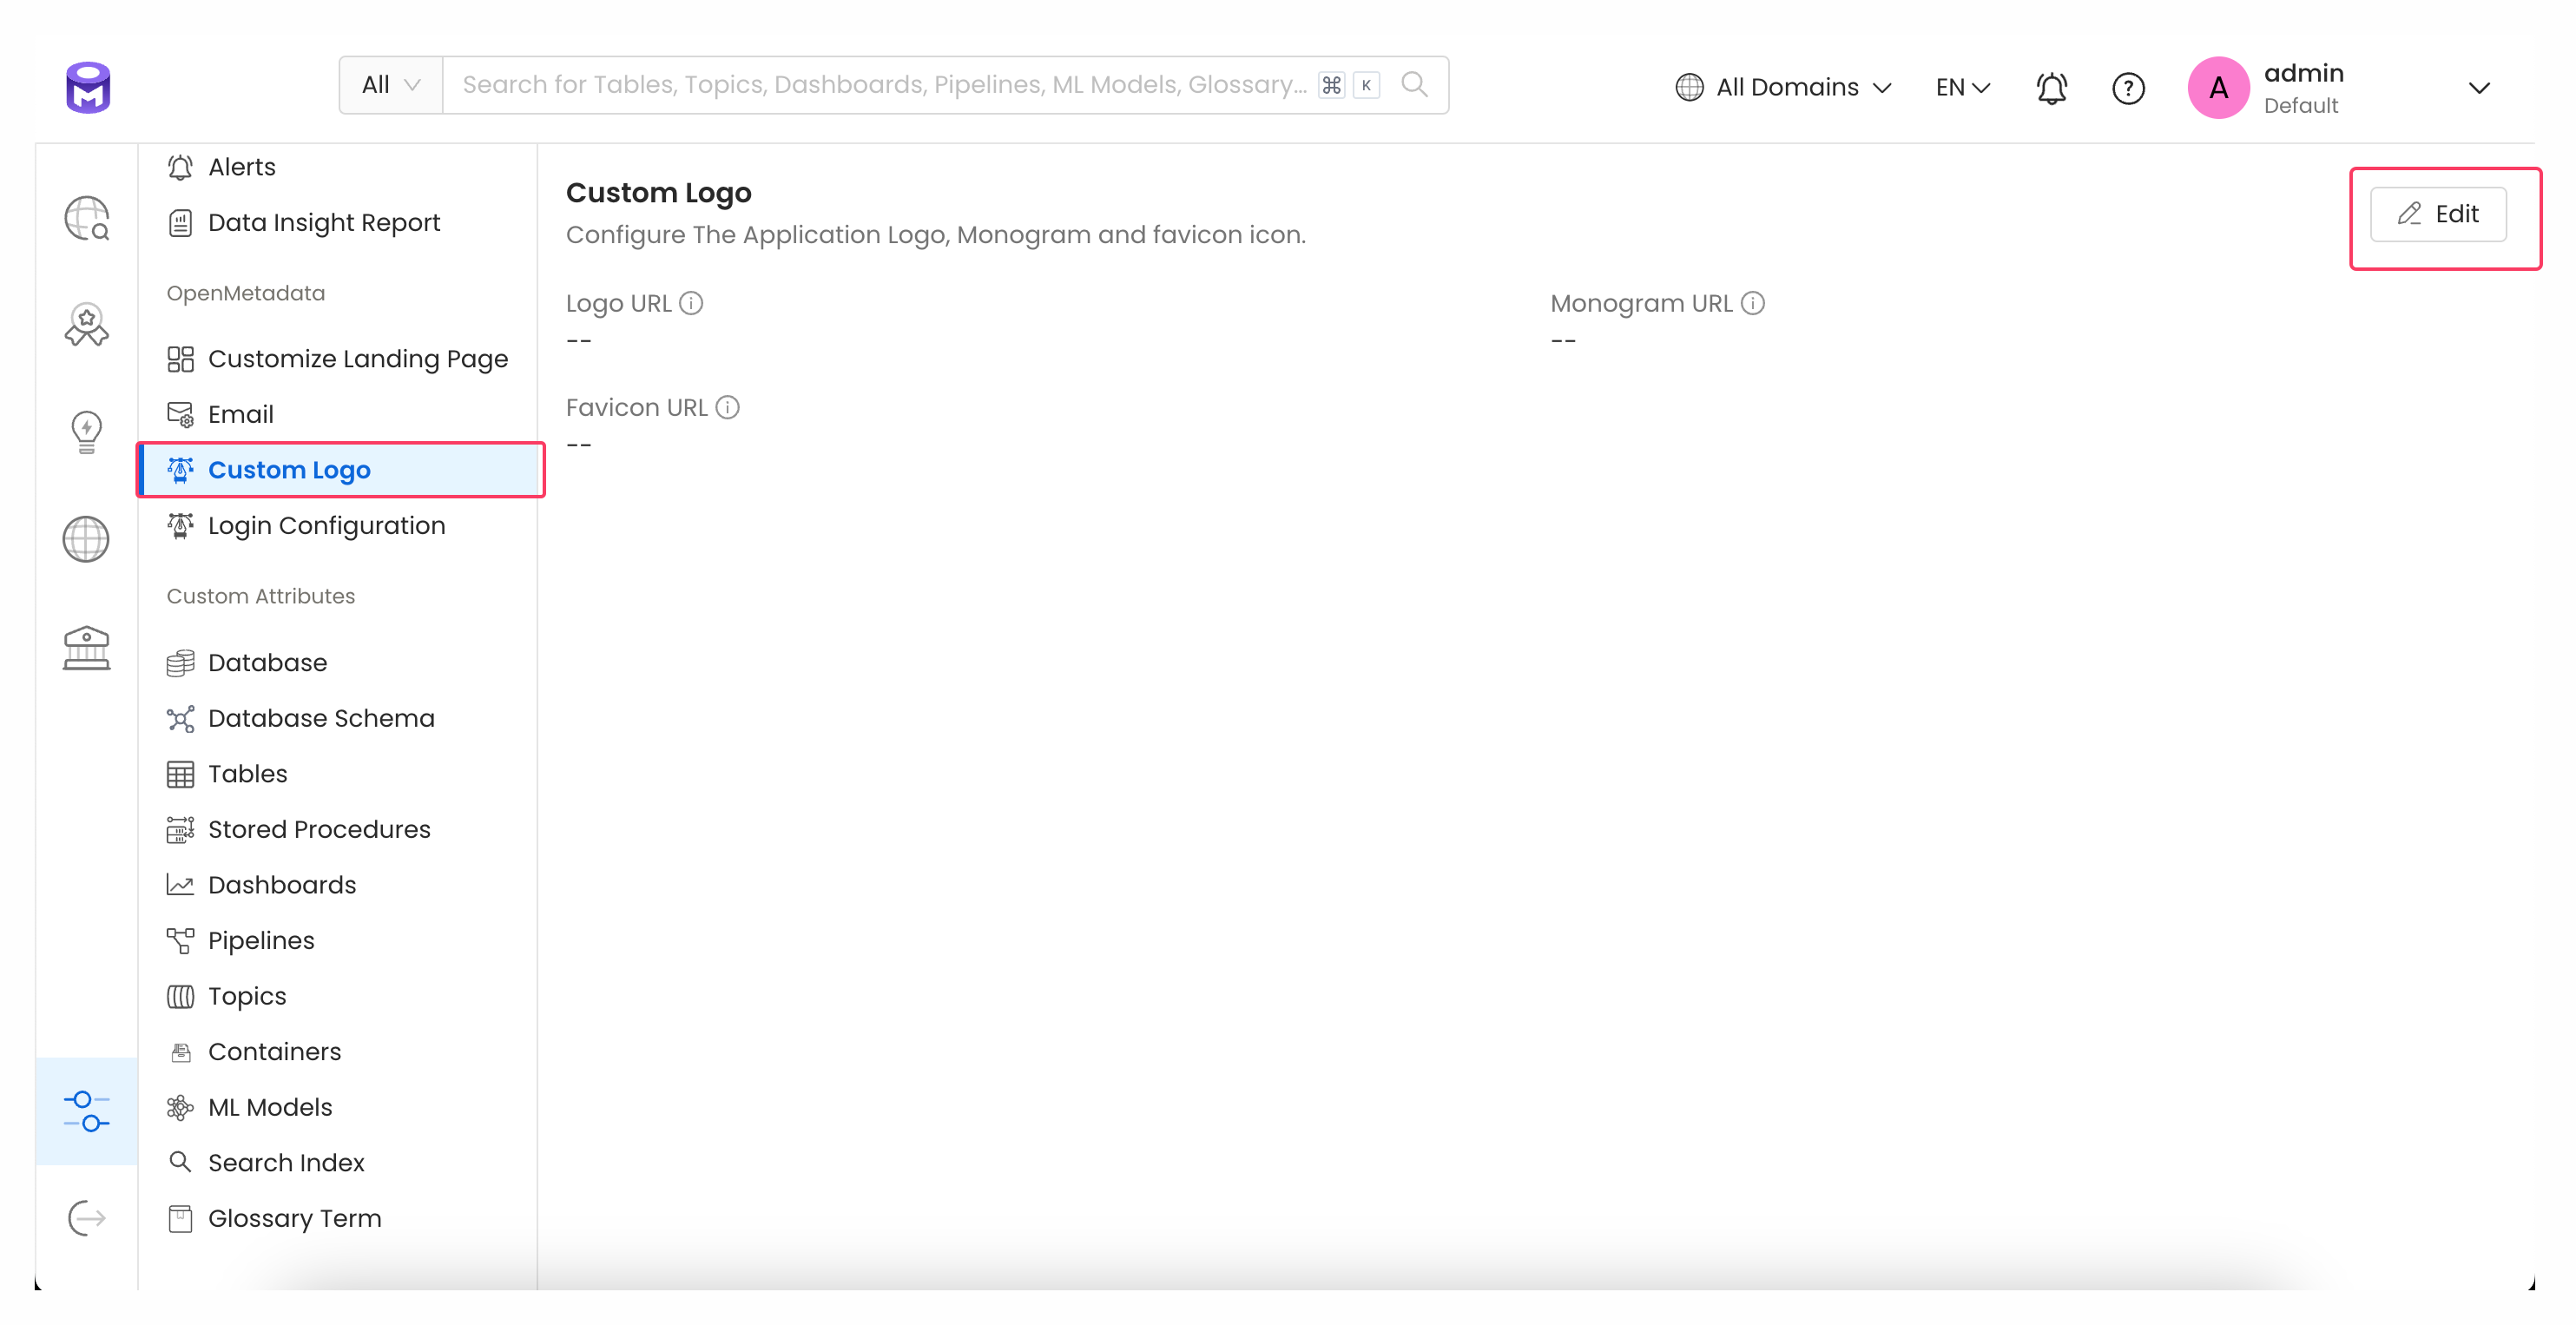 All
Search for Tables, Topics, Dashboards, Pipelines, ML Models, Glossary...
⌘ K
All Domains
EN
A
admin
Default
Alerts
Data Insight Report
OpenMetadata
Customize Landing Page
Email
Custom Logo
Login Configuration
Custom Attributes
Database
Database Schema
Tables
Stored Procedures
Dashboards
Pipelines
Topics
Containers
ML Models
Search Index
Glossary Term
Custom Logo
Configure The Application Logo, Monogram and favicon icon.
Edit
Logo URL
--
Monogram URL
--
Favicon URL
--